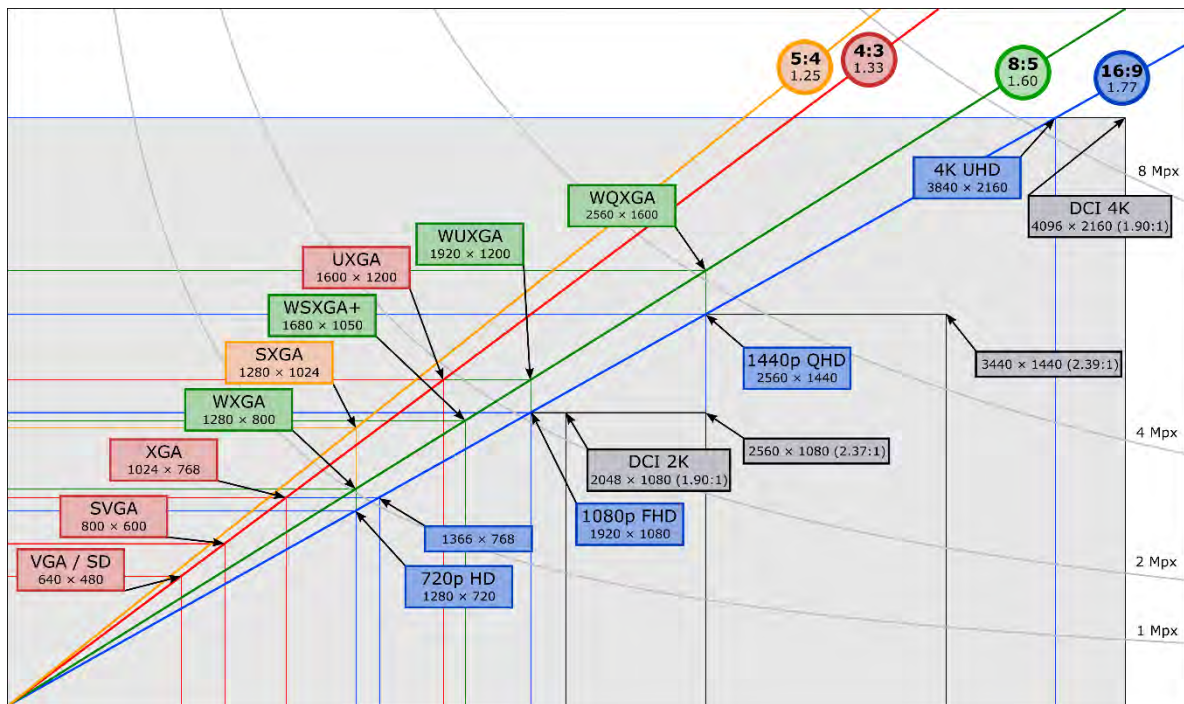 5:4
1.25
4:3
1.33
8:5
1.60
16:9
1.77
4K UHD
3840 × 2160
8 Mpx
DCI 4K
4096 × 2160 (1.90:1)
WQXGA
2560 × 1600
WUXGA
1920 × 1200
UXGA
1600 × 1200
WSXGA+
1680 × 1050
SXGA
1280 × 1024
1440p QHD
2560 × 1440
3440 × 1440 (2.39:1)
WXGA
1280 × 800
4 Mpx
XGA
1024 × 768
2560 × 1080 (2.37:1)
DCI 2K
2048 × 1080 (1.90:1)
SVGA
800 × 600
1080p FHD
1920 × 1080
1366 × 768
VGA / SD
640 × 480
720p HD
1280 × 720
2 Mpx
1 Mpx